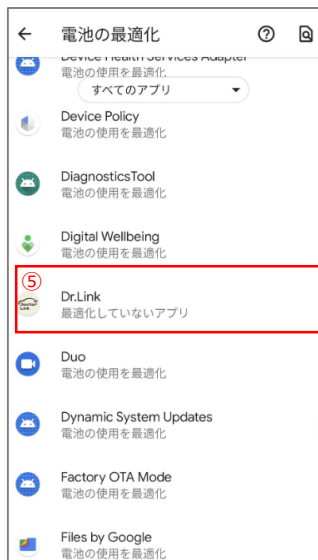 電池の最適化
Device Health Services Adapter
電池の使用を最適化
すべてのアプリ
Device Policy
電池の使用を最適化
DiagnosticsTool
電池の使用を最適化
Digital Wellbeing
電池の使用を最適化
⑤
Dr.Link
最適化していないアプリ
Duo
電池の使用を最適化
Dynamic System Updates
電池の使用を最適化
Factory OTA Mode
電池の使用を最適化
Files by Google
電池の使用を最適化